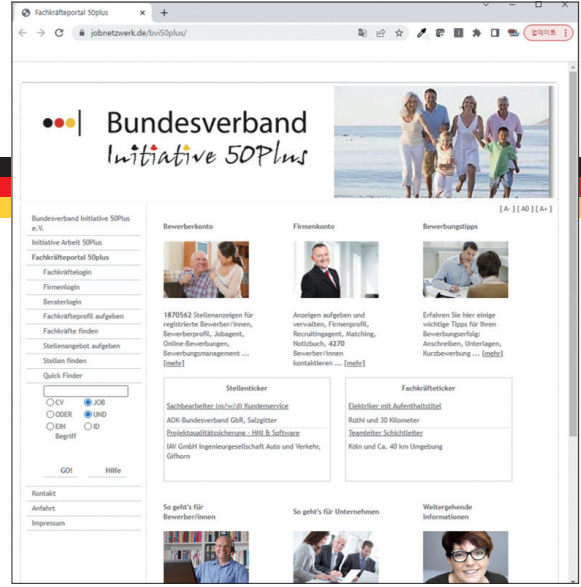 Fachkräfteportal 50plus
jobnetzwerk.de/bvi50plus/
업데이트
Bundesverband
Initiative 50Plus
[ A- ] [ A0 ] [ A+ ]
Bundesverband Initiative 50Plus
e.V.
Initiative Arbeit 50Plus
Fachkräfteportal 50plus
Fachkräftelogin
Firmenlogin
Beraterlogin
Fachkräfteprofil aufgeben
Fachkräfte finden
Stellenangebot aufgeben
Stellen finden
Quick Finder
CV JOB
ODER UND
EIN ID
Begriff
GO! Hilfe
Kontakt
Anfahrt
Impressum
Bewerberkonto
1870562 Stellenanzeigen für
registrierte Bewerber/innen,
Bewerberprofil, Jobagent,
Online-Bewerbungen,
Bewerbungsmanagement ...
[mehr]
Firmenkonto
Anzeigen aufgeben und
verwalten, Firmenprofil,
Recruitingagent, Matching,
Notizbuch, 4270
Bewerber/innen
kontaktieren ... [mehr]
Bewerbungstipps
Erfahren Sie hier einige
wichtige Tipps für Ihren
Bewerbungserfolg:
Anschreiben, Unterlagen,
Kurzbewerbung ... [mehr]
Stellenticker
Sachbearbeiter (m/w/d) Kundenservice
AOK-Bundesverband GbR, Salzgitter
Projektqualitätssicherung - HMI & Software
IAV GmbH Ingenieurgesellschaft Auto und Verkehr,
Gifhorn
Fachkräfteticker
Elektriker mit Aufenthaltstitel
Rüthi und 30 Kilometer
Teamleiter Schichtleiter
Köln und Ca. 40 km Umgebung
So geht's für
Bewerber/innen
So geht's für Unternehmen
Weitergehende
Informationen